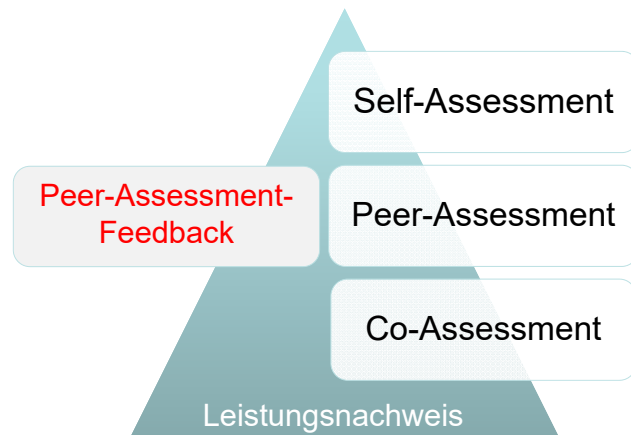 Self-Assessment
Peer-Assessment-
Feedback
Peer-Assessment
Co-Assessment
Leistungsnachweis